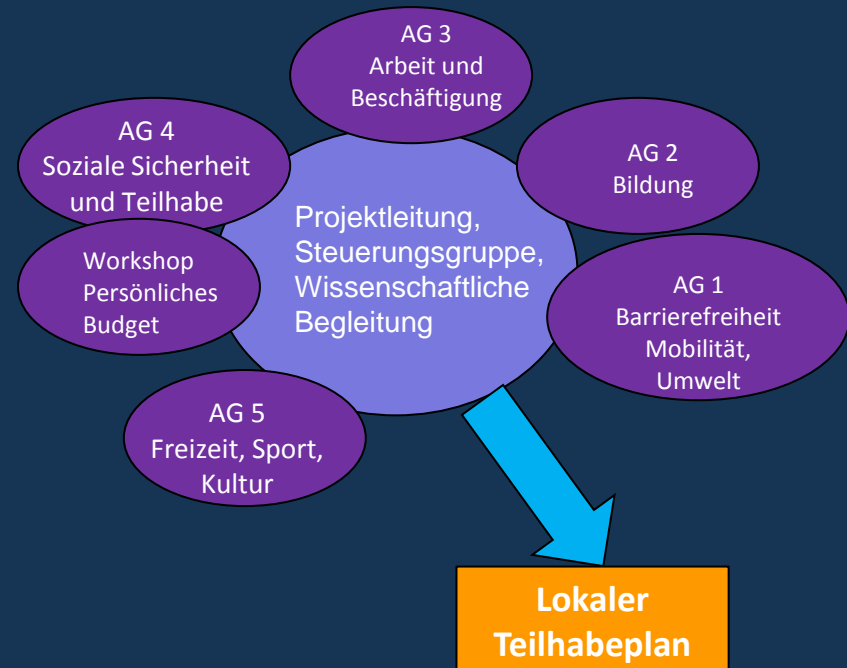 AG 3
Arbeit und
Beschäftigung
AG 4
Soziale Sicherheit
und Teilhabe
AG 2
Bildung
Projektleitung,
Steuerungsgruppe,
Wissenschaftliche
Begleitung
Workshop
Persönliches
Budget
AG 1
Barrierefreiheit
Mobilität,
Umwelt
AG 5
Freizeit, Sport,
Kultur
Lokaler
Teilhabeplan